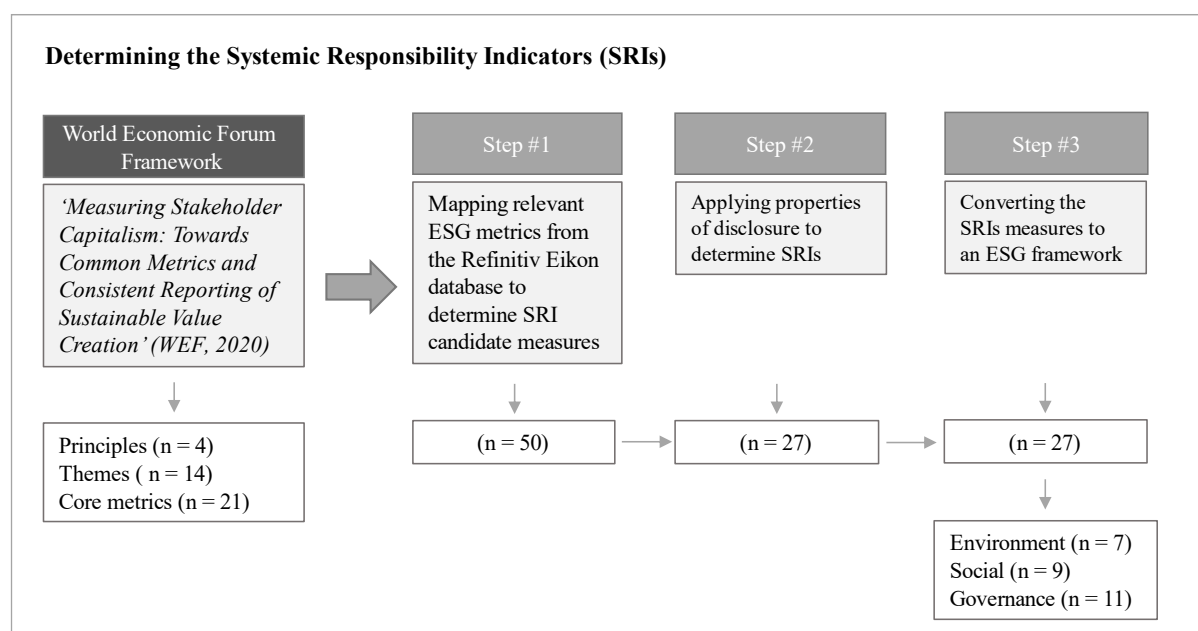 Determining the Systemic Responsibility Indicators (SRIs)
World Economic Forum
Framework
‘Measuring Stakeholder
Capitalism: Towards
Common Metrics and
Consistent Reporting of
Sustainable Value
Creation’ (WEF, 2020)
Principles (n = 4)
Themes ( n = 14)
Core metrics (n = 21)
Step #1
Mapping relevant
ESG metrics from
the Refinitiv Eikon
database to
determine SRI
candidate measures
(n = 50)
Step #2
Applying properties
of disclosure to
determine SRIs
(n = 27)
Step #3
Converting the
SRIs measures to
an ESG framework
(n = 27)
Environment (n = 7)
Social (n = 9)
Governance (n = 11)